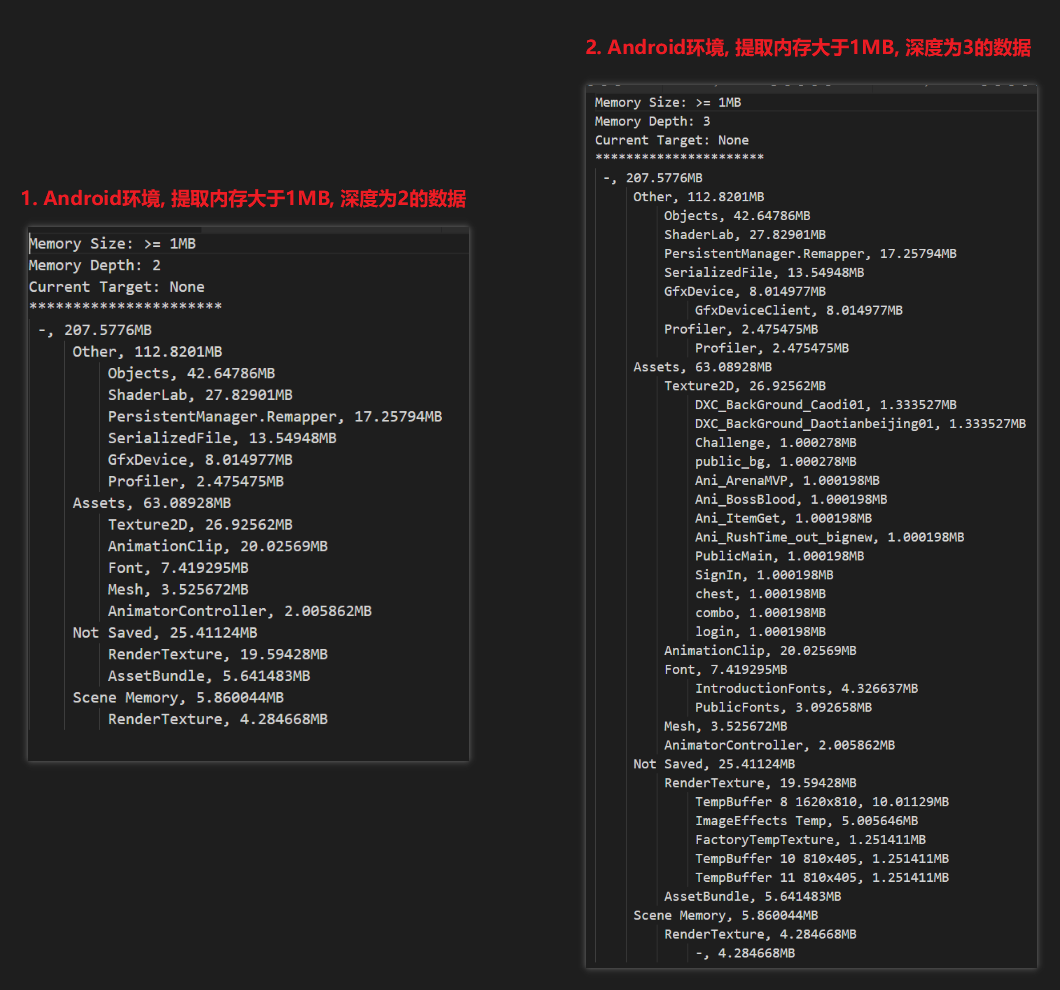 1. Android环境, 提取内存大于1MB, 深度为2的数据
Memory Size: >= 1MB
Memory Depth: 2
Current Target: None
**********************
-, 207.5776MB
Other, 112.8201MB
Objects, 42.64786MB
ShaderLab, 27.82901MB
PersistentManager.Remapper, 17.25794MB
SerializedFile, 13.54948MB
GfxDevice, 8.014977MB
Profiler, 2.475475MB
Assets, 63.08928MB
Texture2D, 26.92562MB
AnimationClip, 20.02569MB
Font, 7.419295MB
Mesh, 3.525672MB
AnimatorController, 2.005862MB
Not Saved, 25.41124MB
RenderTexture, 19.59428MB
AssetBundle, 5.641483MB
Scene Memory, 5.860044MB
RenderTexture, 4.284668MB
2. Android环境, 提取内存大于1MB, 深度为3的数据
Memory Size: >= 1MB
Memory Depth: 3
Current Target: None
**********************
-, 207.5776MB
Other, 112.8201MB
Objects, 42.64786MB
ShaderLab, 27.82901MB
PersistentManager.Remapper, 17.25794MB
SerializedFile, 13.54948MB
GfxDevice, 8.014977MB
GfxDeviceClient, 8.014977MB
Profiler, 2.475475MB
Profiler, 2.475475MB
Assets, 63.08928MB
Texture2D, 26.92562MB
DXC_BackGround_Caodi01, 1.333527MB
DXC_BackGround_Daotianbeijing01, 1.333527MB
Challenge, 1.000278MB
public_bg, 1.000278MB
Ani_ArenaMVP, 1.000198MB
Ani_BossBlood, 1.000198MB
Ani_ItemGet, 1.000198MB
Ani_RushTime_out_bignew, 1.000198MB
PublicMain, 1.000198MB
SignIn, 1.000198MB
chest, 1.000198MB
combo, 1.000198MB
login, 1.000198MB
AnimationClip, 20.02569MB
Font, 7.419295MB
IntroductionFonts, 4.326637MB
PublicFonts, 3.092658MB
Mesh, 3.525672MB
AnimatorController, 2.005862MB
Not Saved, 25.41124MB
RenderTexture, 19.59428MB
TempBuffer 8 1620x810, 10.01129MB
ImageEffects Temp, 5.005646MB
FactoryTempTexture, 1.251411MB
TempBuffer 10 810x405, 1.251411MB
TempBuffer 11 810x405, 1.251411MB
AssetBundle, 5.641483MB
Scene Memory, 5.860044MB
RenderTexture, 4.284668MB
-, 4.284668MB